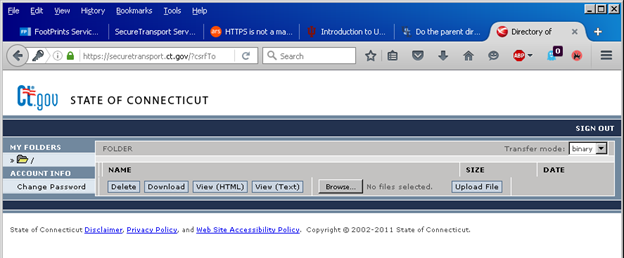 File Edit View History Bookmarks Tools Help
FP FootPrints Servic... SecureTransport Serv... ars HTTPS is not a ma... Introduction to U... Do the parent dir... Directory of
https://securetransport.ct.gov/?csrfTo Search ABP 0
Ct.gov STATE OF CONNECTICUT
SIGN OUT
MY FOLDERS FOLDER Transfer mode: binary
» /
ACCOUNT INFO NAME SIZE DATE
Change Password Delete Download View (HTML) View (Text) Browse... No files selected. Upload File
State of Connecticut Disclaimer, Privacy Policy, and Web Site Accessibility Policy. Copyright © 2002-2011 State of Connecticut.